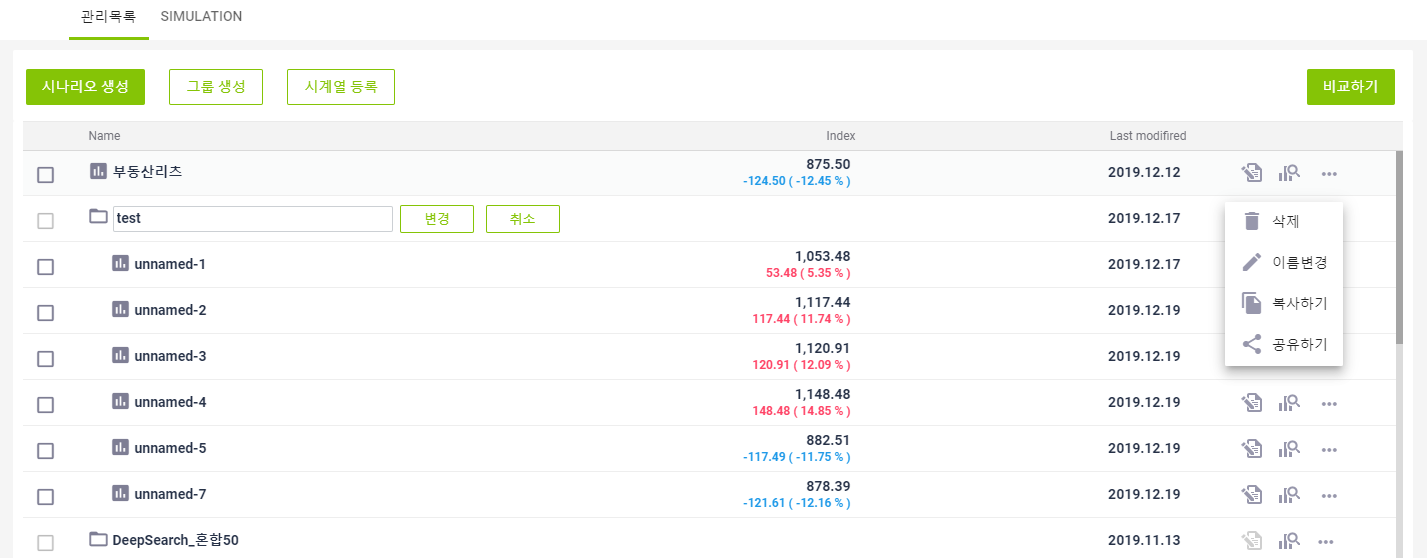 관리목록 SIMULATION
시나리오 생성 그룹 생성 시계열 등록 비교하기
Name Index Last modifired
부동산리츠 875.50 2019.12.12
-124.50 ( -12.45 % )
test 변경 취소 2019.12.17 삭제
unnamed-1 1,053.48 2019.12.17 이름변경
53.48 ( 5.35 % )
unnamed-2 1,117.44 2019.12.19 복사하기
117.44 ( 11.74 % )
unnamed-3 1,120.91 2019.12.19 공유하기
120.91 ( 12.09 % )
unnamed-4 1,148.48 2019.12.19
148.48 ( 14.85 % )
unnamed-5 882.51 2019.12.19
-117.49 ( -11.75 % )
unnamed-7 878.39 2019.12.19
-121.61 ( -12.16 % )
DeepSearch_혼합50 2019.11.13